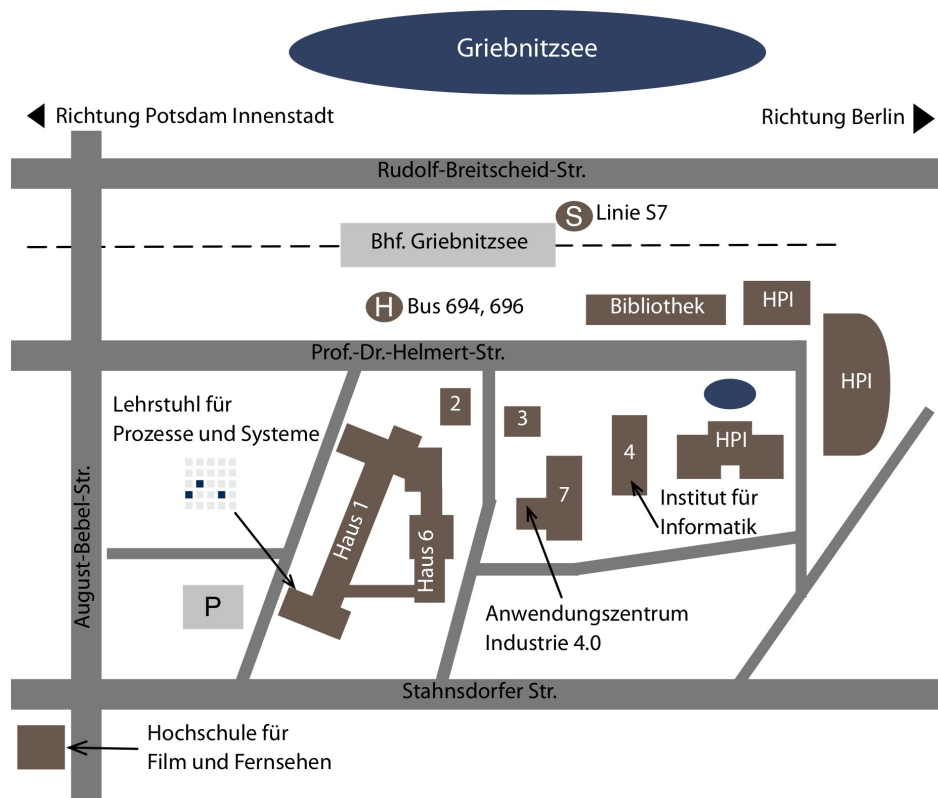 Griebnitzsee
Richtung Potsdam Innenstadt
Richtung Berlin
Rudolf-Breitscheid-Str.
S Linie S7
Bhf. Griebnitzsee
H Bus 694, 696
Bibliothek
HPI
Prof.-Dr.-Helmert-Str.
HPI
Lehrstuhl für
Prozesse und Systeme
2
3
4
HPI
7
Institut für
Informatik
Haus 1
Haus 6
August-Bebel-Str.
P
Anwendungszentrum
Industrie 4.0
Stahnsdorfer Str.
Hochschule für
Film und Fernsehen